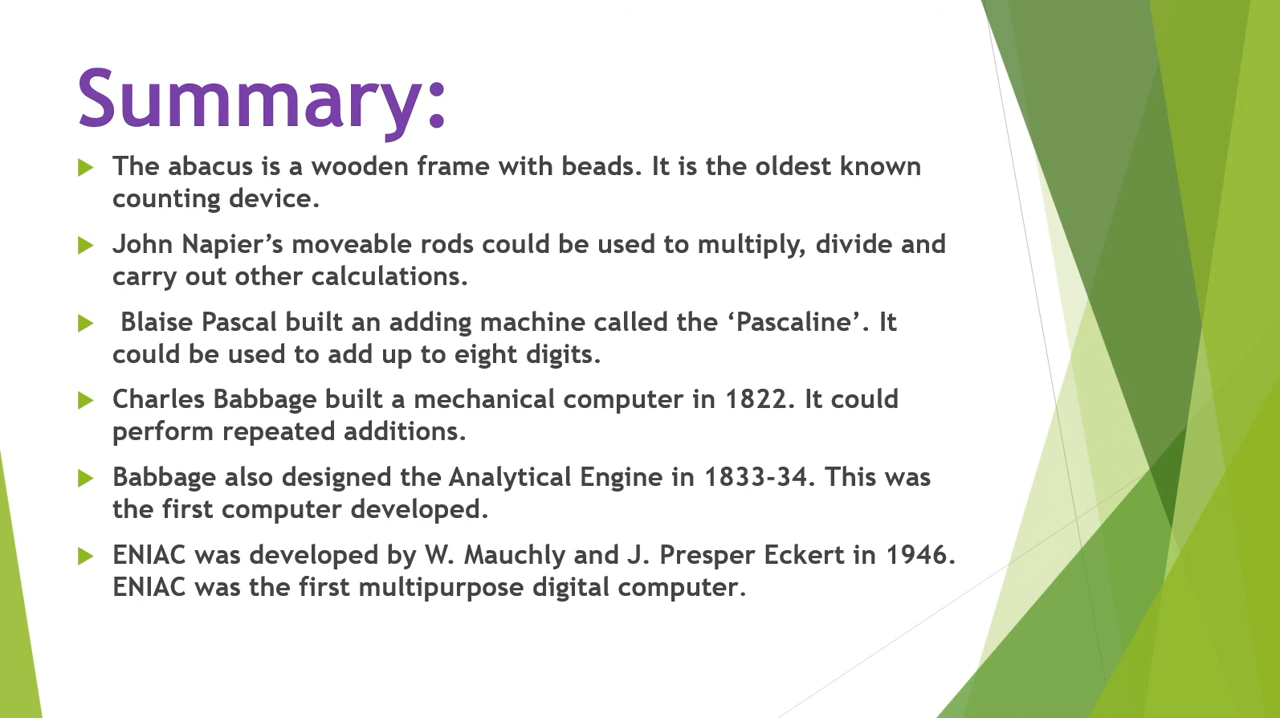 Summary:
The abacus is a wooden frame with beads. It is the oldest known
counting device.
John Napier’s moveable rods could be used to multiply, divide and
carry out other calculations.
Blaise Pascal built an adding machine called the ‘Pascaline’. It
could be used to add up to eight digits.
Charles Babbage built a mechanical computer in 1822. It could
perform repeated additions.
Babbage also designed the Analytical Engine in 1833-34. This was
the first computer developed.
ENIAC was developed by W. Mauchly and J. Presper Eckert in 1946.
ENIAC was the first multipurpose digital computer.